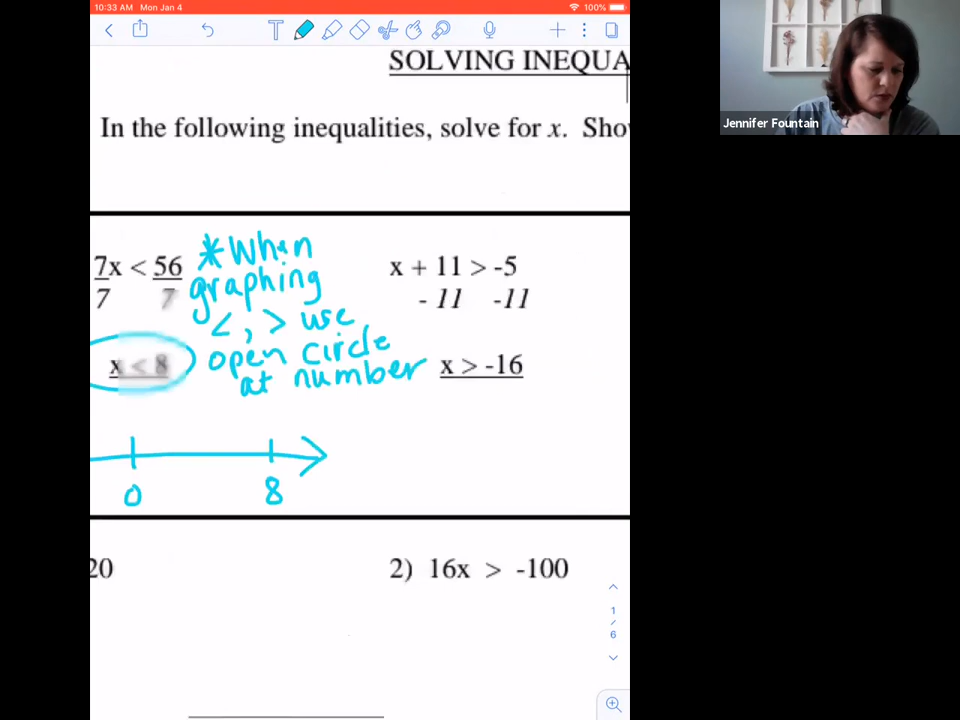 10:33 AM Mon Jan 4
100%
SOLVING INEQUA
In the following inequalities, solve for x. Sho
7x < 56
7 7
x < 8
*When
graphing
<, > use
open circle
at number
x + 11 > -5
- 11 -11
x > -16
0 8
20
2) 16x > -100
1
/
6
Jennifer Fountain